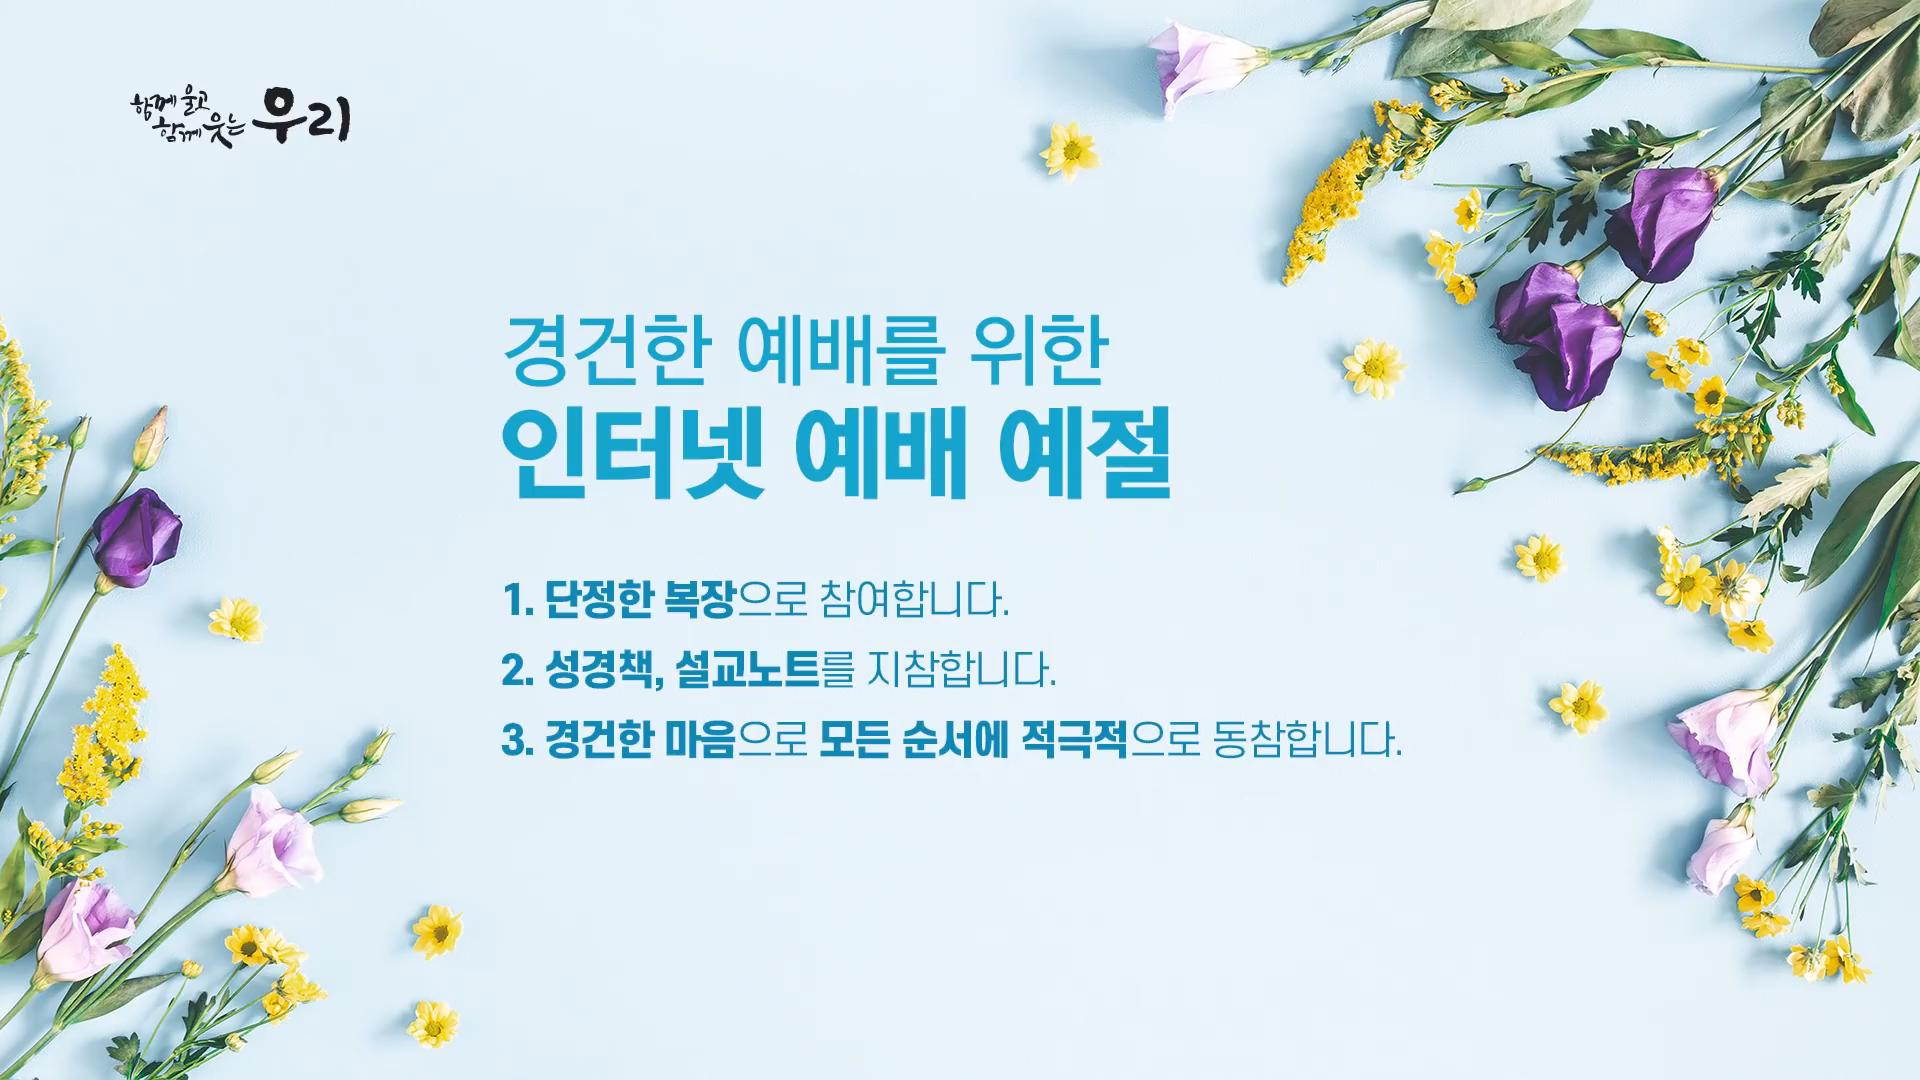 함께 울고
함께 웃는 우리
경건한 예배를 위한
인터넷 예배 예절
1. 단정한 복장으로 참여합니다.
2. 성경책, 설교노트를 지참합니다.
3. 경건한 마음으로 모든 순서에 적극적으로 동참합니다.